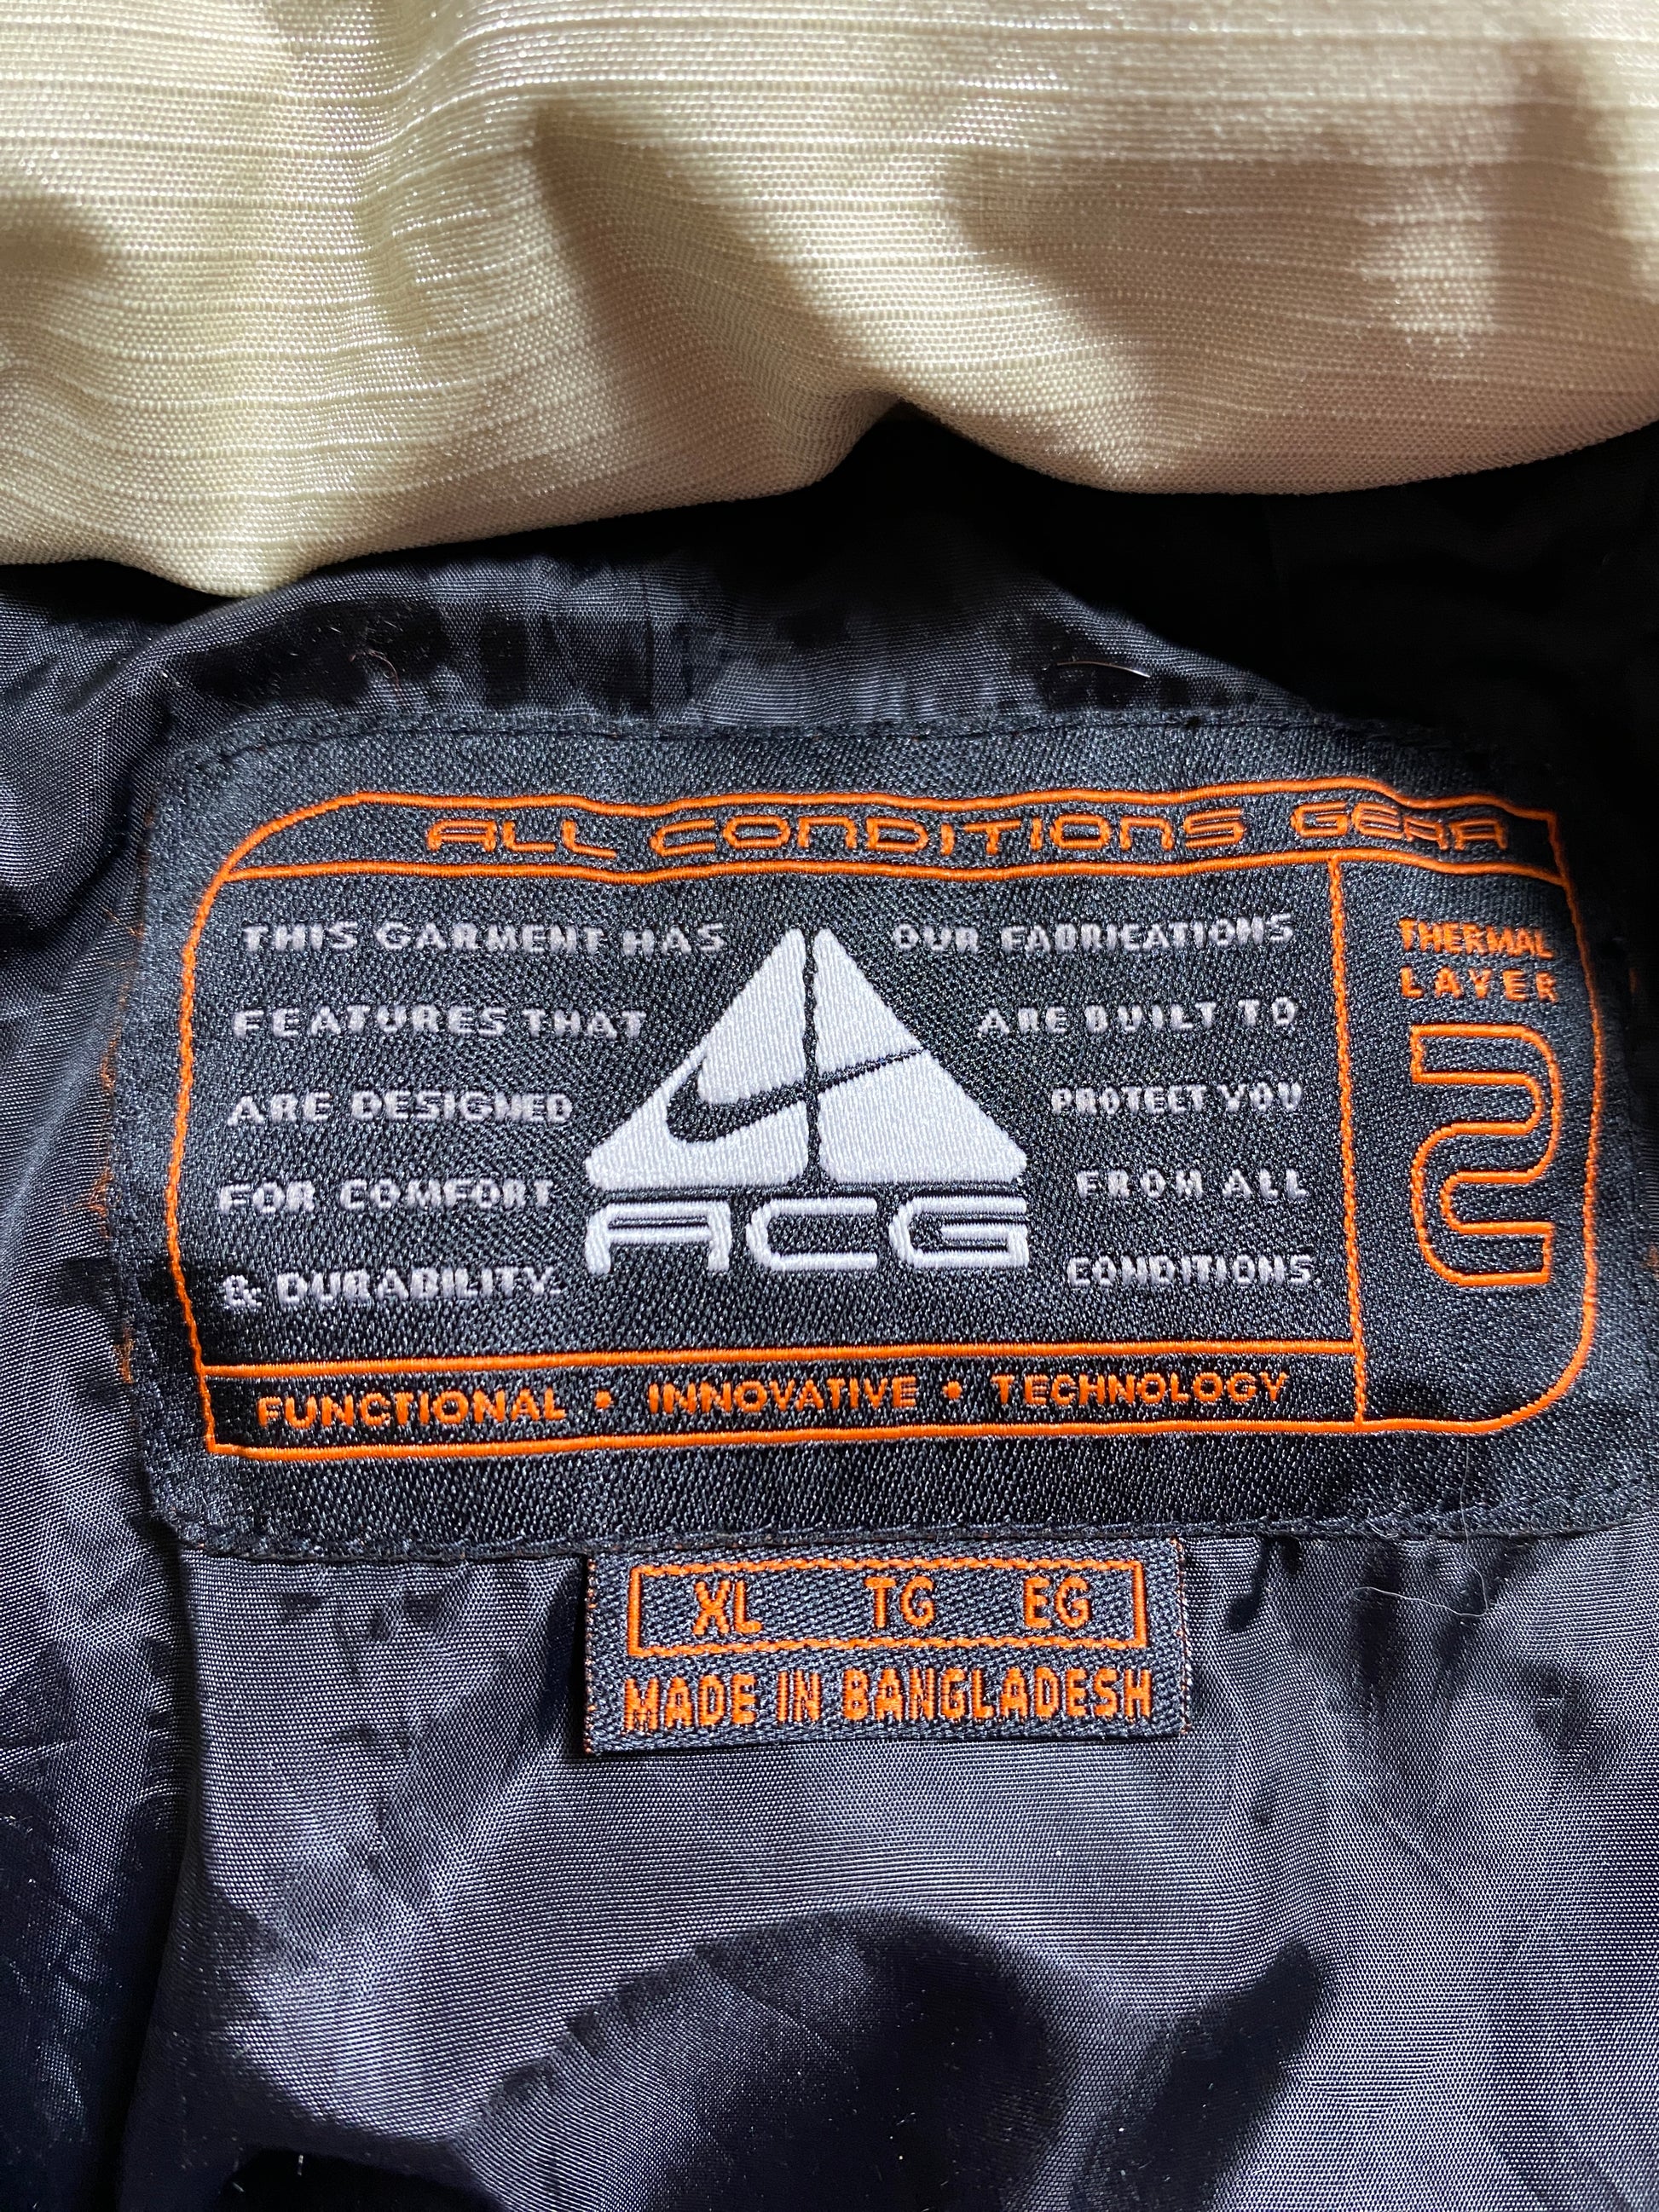 ALL CONDITIONS GEAR
THIS GARMENT HAS
FEATURES THAT
ARE DESIGNED
FOR COMFORT
& DURABILITY.
ACG
OUR FABRICATIONS
ARE BUILT TO
PROTECT YOU
FROM ALL
CONDITIONS.
THERMAL
LAYER
2
FUNCTIONAL • INNOVATIVE • TECHNOLOGY
XL TG EG
MADE IN BANGLADESH